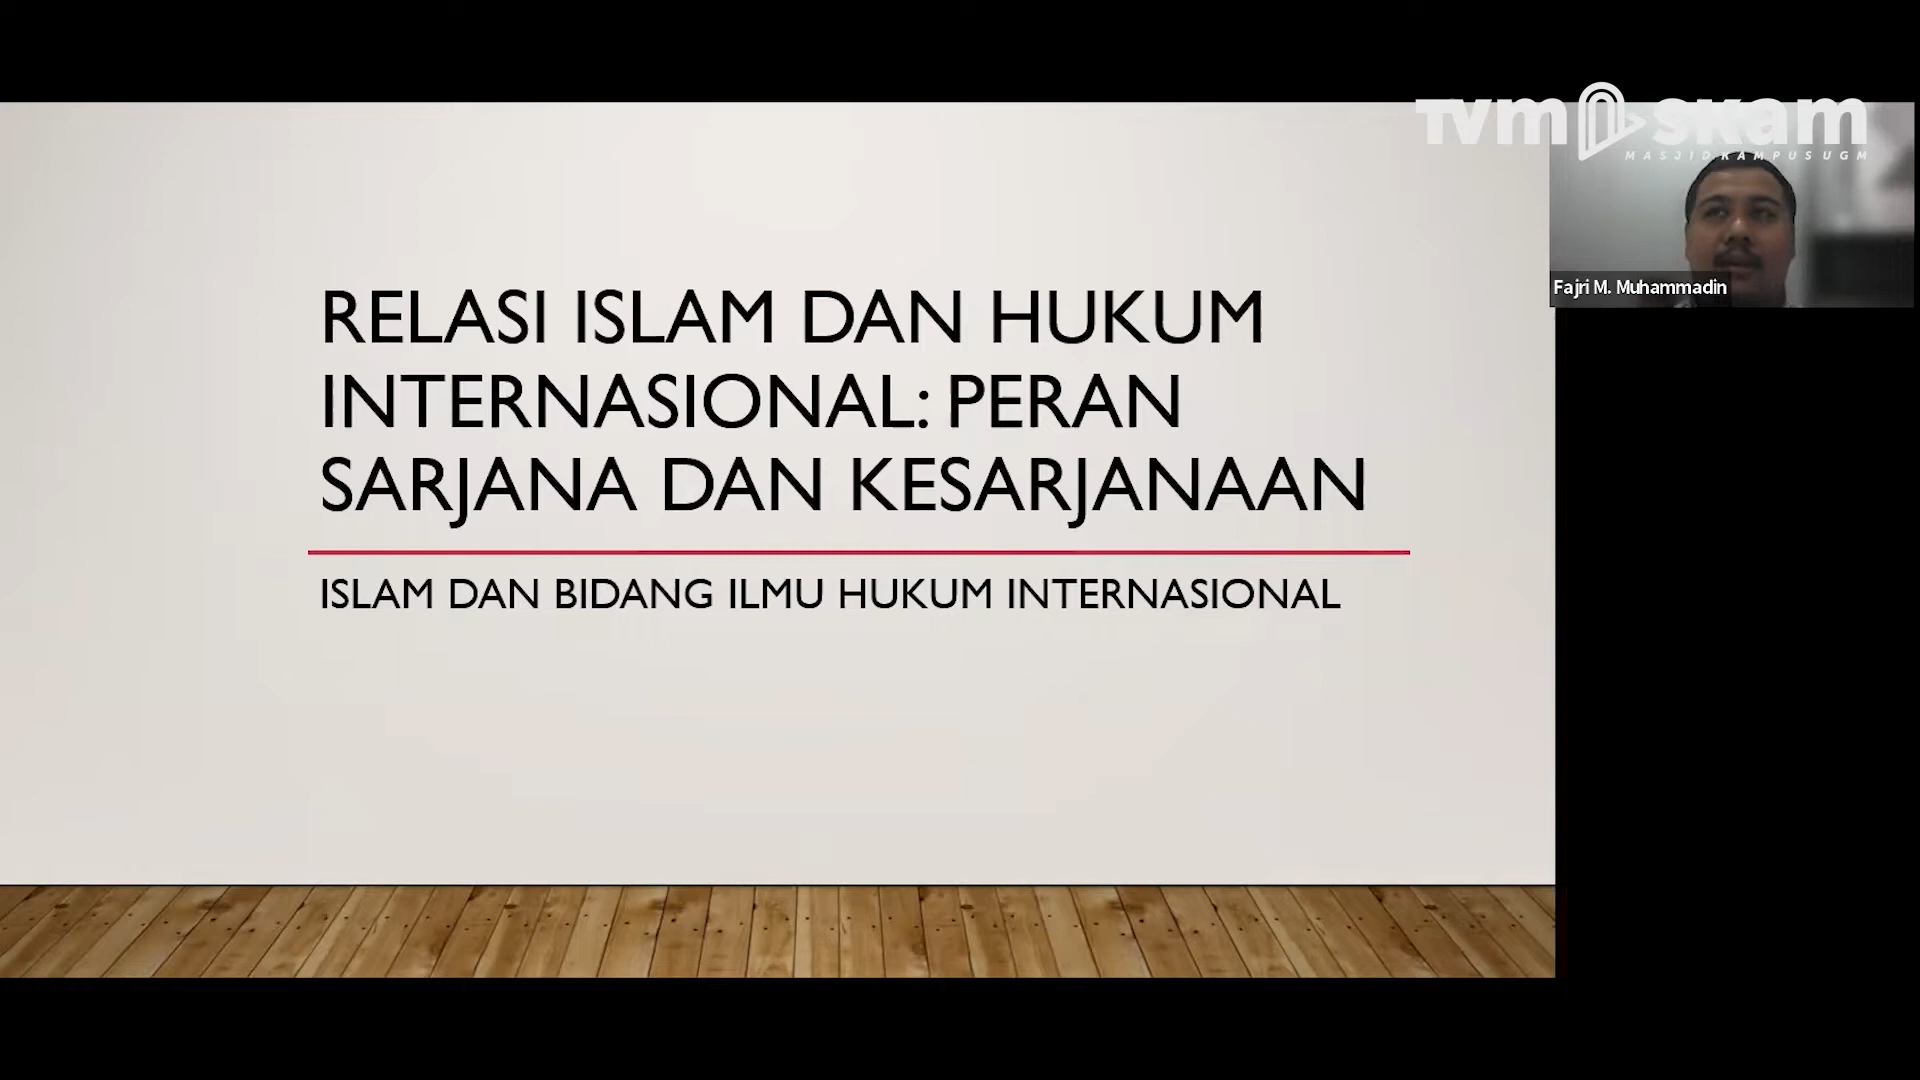 RELASI ISLAM DAN HUKUM
INTERNASIONAL: PERAN
SARJANA DAN KESARJANAAN
ISLAM DAN BIDANG ILMU HUKUM INTERNASIONAL
TVm skam
MASJID KAMPUS UGM
Fajri M. Muhammadin